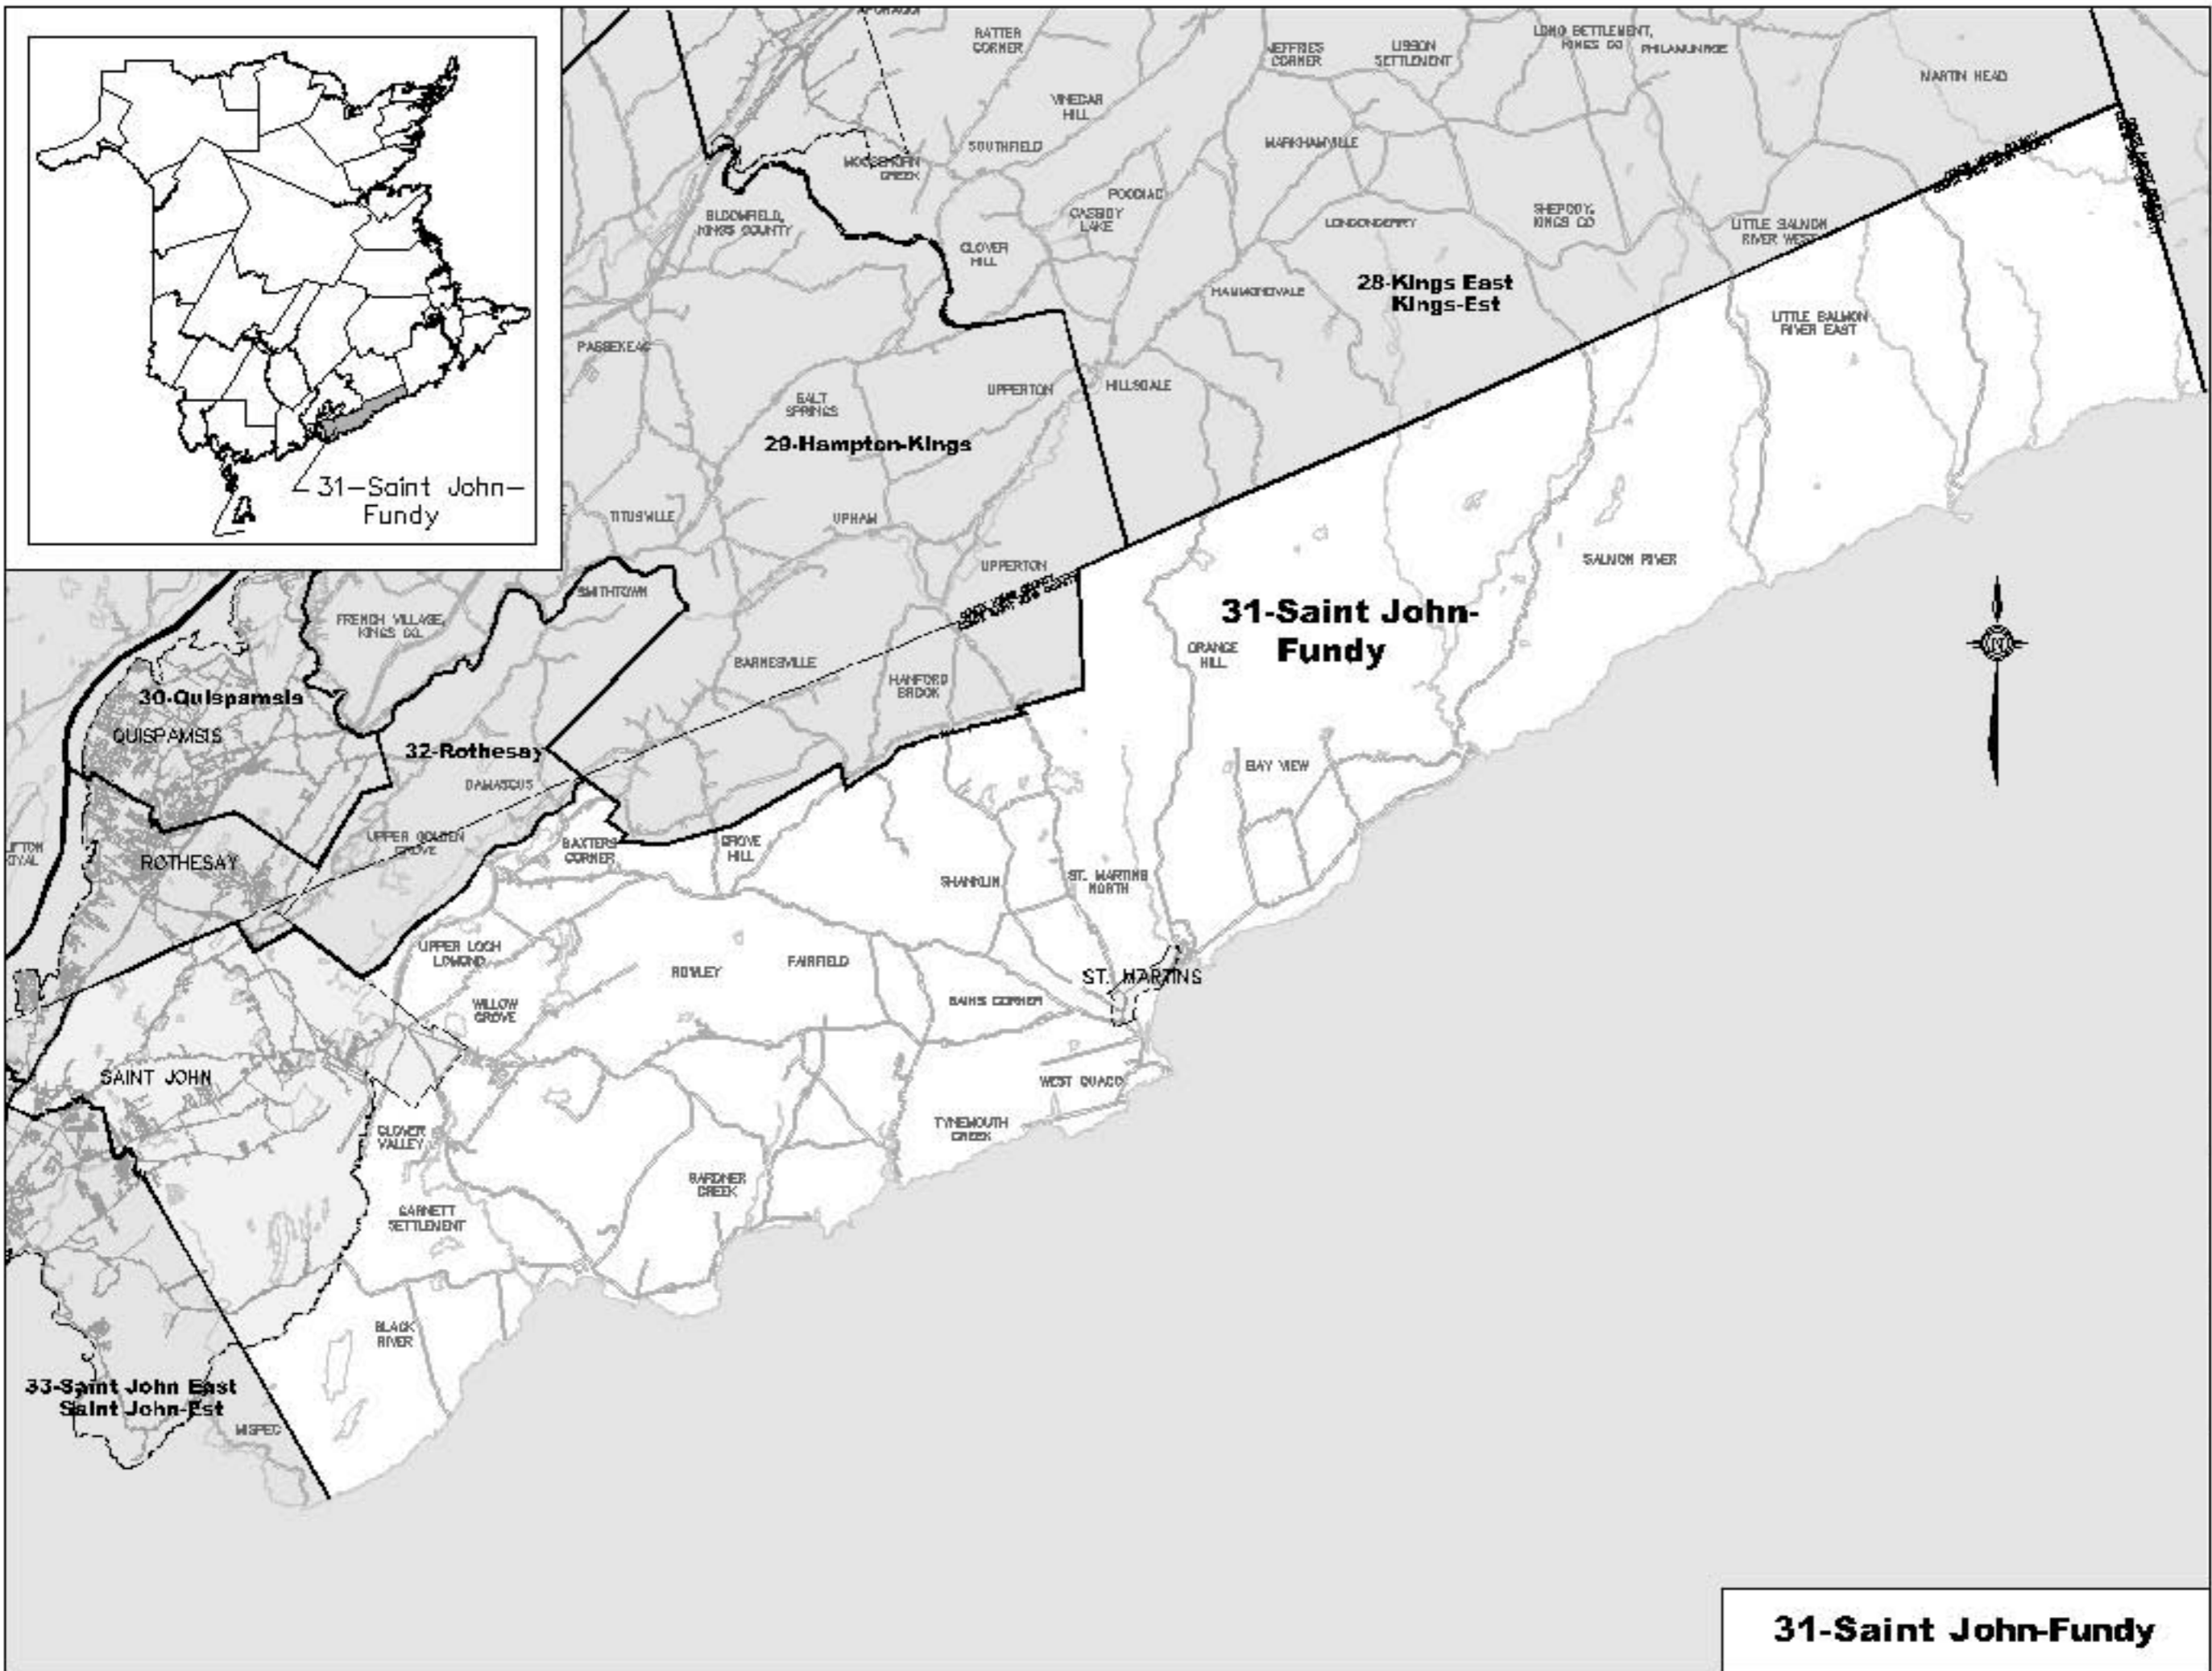 31-Saint John-
Fundy
RATTER
CORNER
JEFFRIES
CORNER
LISSON
SETTLEMENT
LONG SETTLEMENT,
KINGS CO
MARTIN HEAD
VINEGAR
HILL
SOUTHFIELD
MARKHAMVILLE
MOOSEHORN
CREEK
POODIAC
CASSIDY
LAKE
BLOOMFIELD,
KINGS COUNTY
LONDONDERRY
SHEPODY,
KINGS CO
LITTLE SALMON
RIVER WEST
CLOVER
HILL
HAMMONDVALE
28-Kings East
Kings-Est
LITTLE SALMON
RIVER EAST
PASSEKEAG
UPPERTON
HILLSDALE
SALT
SPRINGS
29-Hampton-Kings
TITUSVILLE
UPHAM
UPPERTON
SALMON RIVER
SMITHTOWN
FRENCH VILLAGE,
KINGS CO.
31-Saint John-
Fundy
ORANGE
HILL
BARNESVILLE
HANFORD
BROOK
30-Quispamsis
QUISPAMSIS
32-Rothesay
DAMASCUS
BAY VIEW
UPPER GOLDEN
GROVE
BAXTERS
CORNER
GROVE
HILL
ROTHESAY
SHANKLIN
ST. MARTINS
NORTH
UPPER LOCH
LOMOND
ROWLEY
FAIRFIELD
ST. MARTINS
BAINS CORNER
WILLOW
GROVE
SAINT JOHN
WEST QUACO
TYNEMOUTH
CREEK
CLOVER
VALLEY
GARDNER
CREEK
GARNETT
SETTLEMENT
BLACK
RIVER
33-Saint John East
Saint John-Est
MISPEC
31-Saint John-Fundy